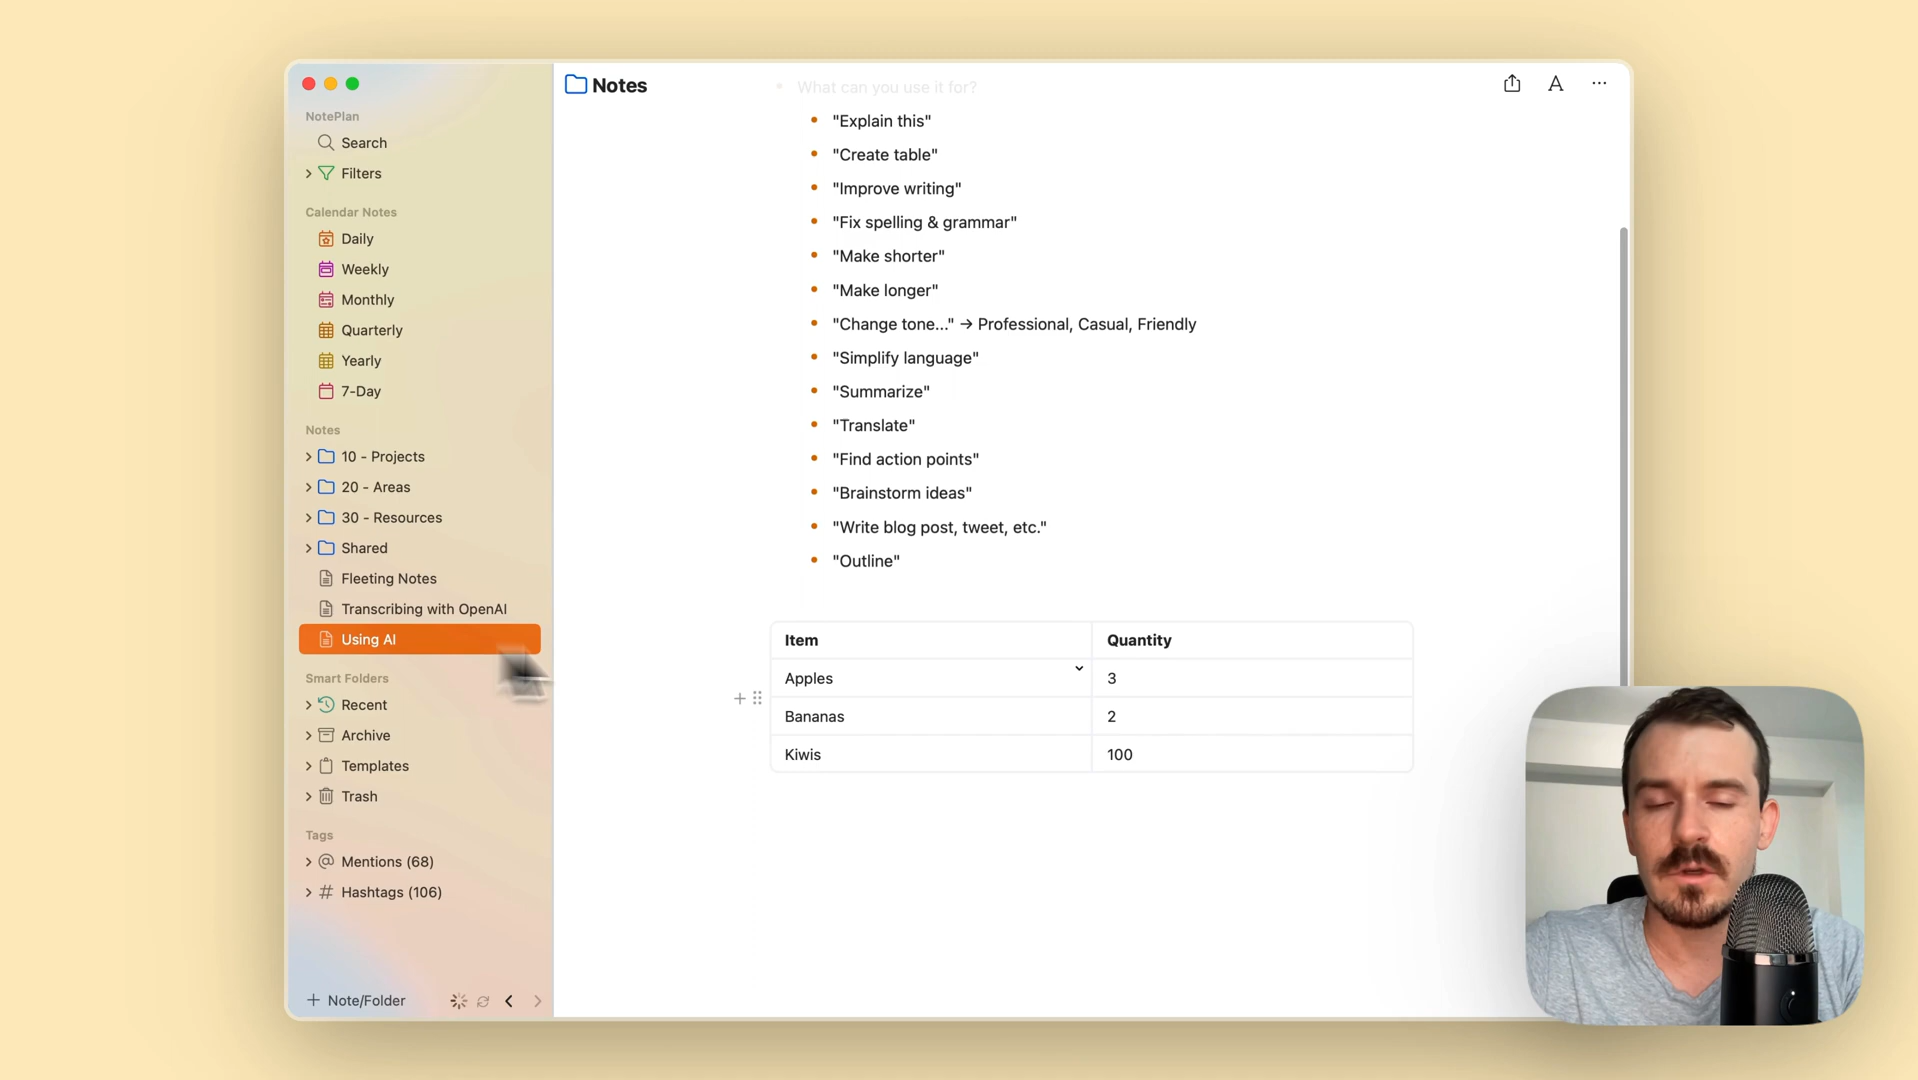 NotePlan
Search
Filters
Calendar Notes
Daily
Weekly
Monthly
Quarterly
Yearly
7-Day
Notes
10 - Projects
20 - Areas
30 - Resources
Shared
Fleeting Notes
Transcribing with OpenAI
Using AI
Smart Folders
Recent
Archive
Templates
Trash
Tags
Mentions (68)
Hashtags (106)
Note/Folder
Notes
What can you use it for?
"Explain this"
"Create table"
"Improve writing"
"Fix spelling & grammar"
"Make shorter"
"Make longer"
"Change tone..." → Professional, Casual, Friendly
"Simplify language"
"Summarize"
"Translate"
"Find action points"
"Brainstorm ideas"
"Write blog post, tweet, etc."
"Outline"
Item Quantity
Apples 3
Bananas 2
Kiwis 100